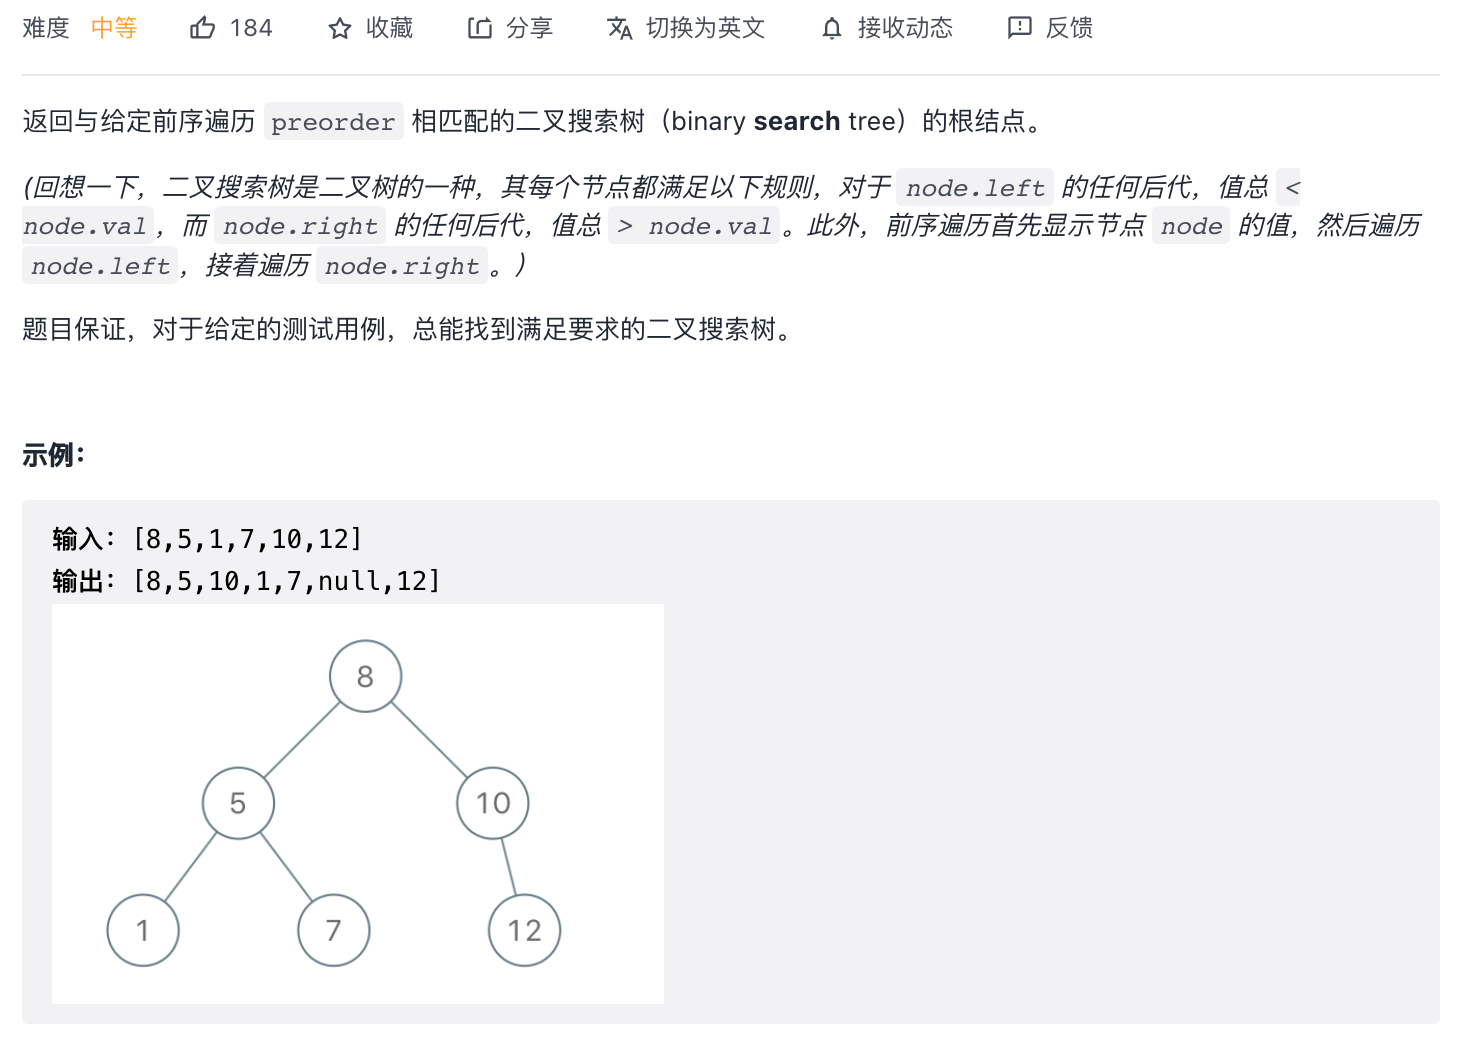 难度 中等 184 收藏 分享 切换为英文 接收动态 反馈
返回与给定前序遍历 preorder 相匹配的二叉搜索树（binary search tree）的根结点。
(回想一下，二叉搜索树是二叉树的一种，其每个节点都满足以下规则，对于 node.left 的任何后代，值总 <
node.val，而 node.right 的任何后代，值总 > node.val。此外，前序遍历首先显示节点 node 的值，然后遍历
node.left，接着遍历 node.right。）
题目保证，对于给定的测试用例，总能找到满足要求的二叉搜索树。
示例：
输入：[8,5,1,7,10,12]
输出：[8,5,10,1,7,null,12]
8
5 10
1 7 12